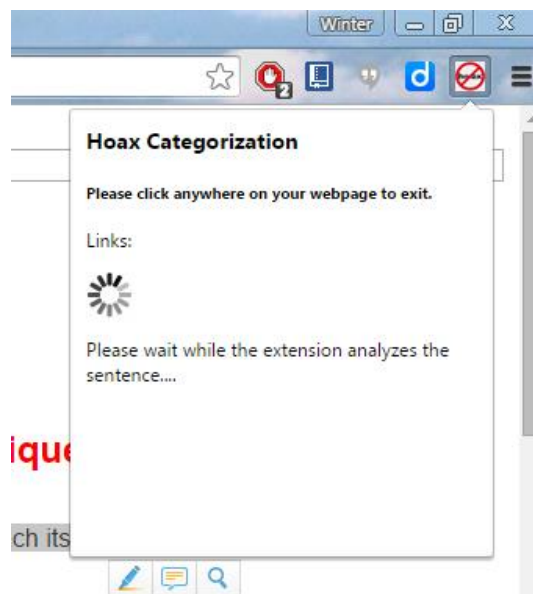 Winter
2
d
Hoax Categorization
Please click anywhere on your webpage to exit.
Links:
Please wait while the extension analyzes the
sentence....
ique
ch its